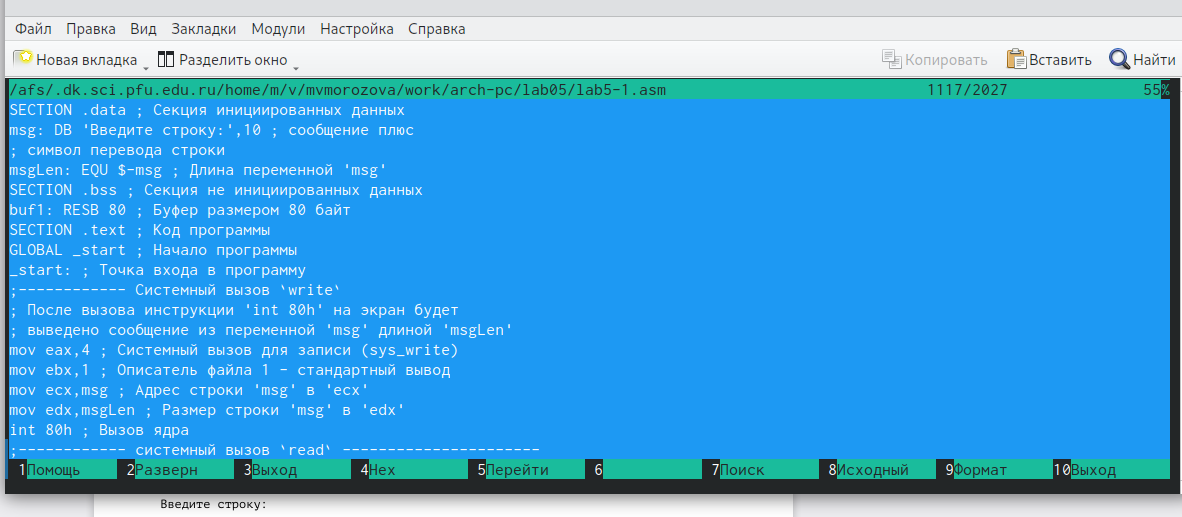 Файл Правка Вид Закладки Модули Настройка Справка
Новая вкладка Разделить окно Копировать Вставить Найти
/afs/.dk.sci.pfu.edu.ru/home/m/v/mvmorozova/work/arch-pc/lab05/lab5-1.asm 1117/2027 55%
SECTION .data ; Секция инициированных данных
msg: DB 'Введите строку:',10 ; сообщение плюс
; символ перевода строки
msgLen: EQU $-msg ; Длина переменной 'msg'
SECTION .bss ; Секция не инициированных данных
buf1: RESB 80 ; Буфер размером 80 байт
SECTION .text ; Код программы
GLOBAL _start ; Начало программы
_start: ; Точка входа в программу
;------------ Системный вызов `write`
; После вызова инструкции 'int 80h' на экран будет
; выведено сообщение из переменной 'msg' длиной 'msgLen'
mov eax,4 ; Системный вызов для записи (sys_write)
mov ebx,1 ; Описатель файла 1 - стандартный вывод
mov ecx,msg ; Адрес строки 'msg' в 'ecx'
mov edx,msgLen ; Размер строки 'msg' в 'edx'
int 80h ; Вызов ядра
;------------ системный вызов `read` ----------------------
1Помощь 2Разверн 3Выход 4Hex 5Перейти 6 7Поиск 8Исходный 9Формат 10Выход
Введите строку: